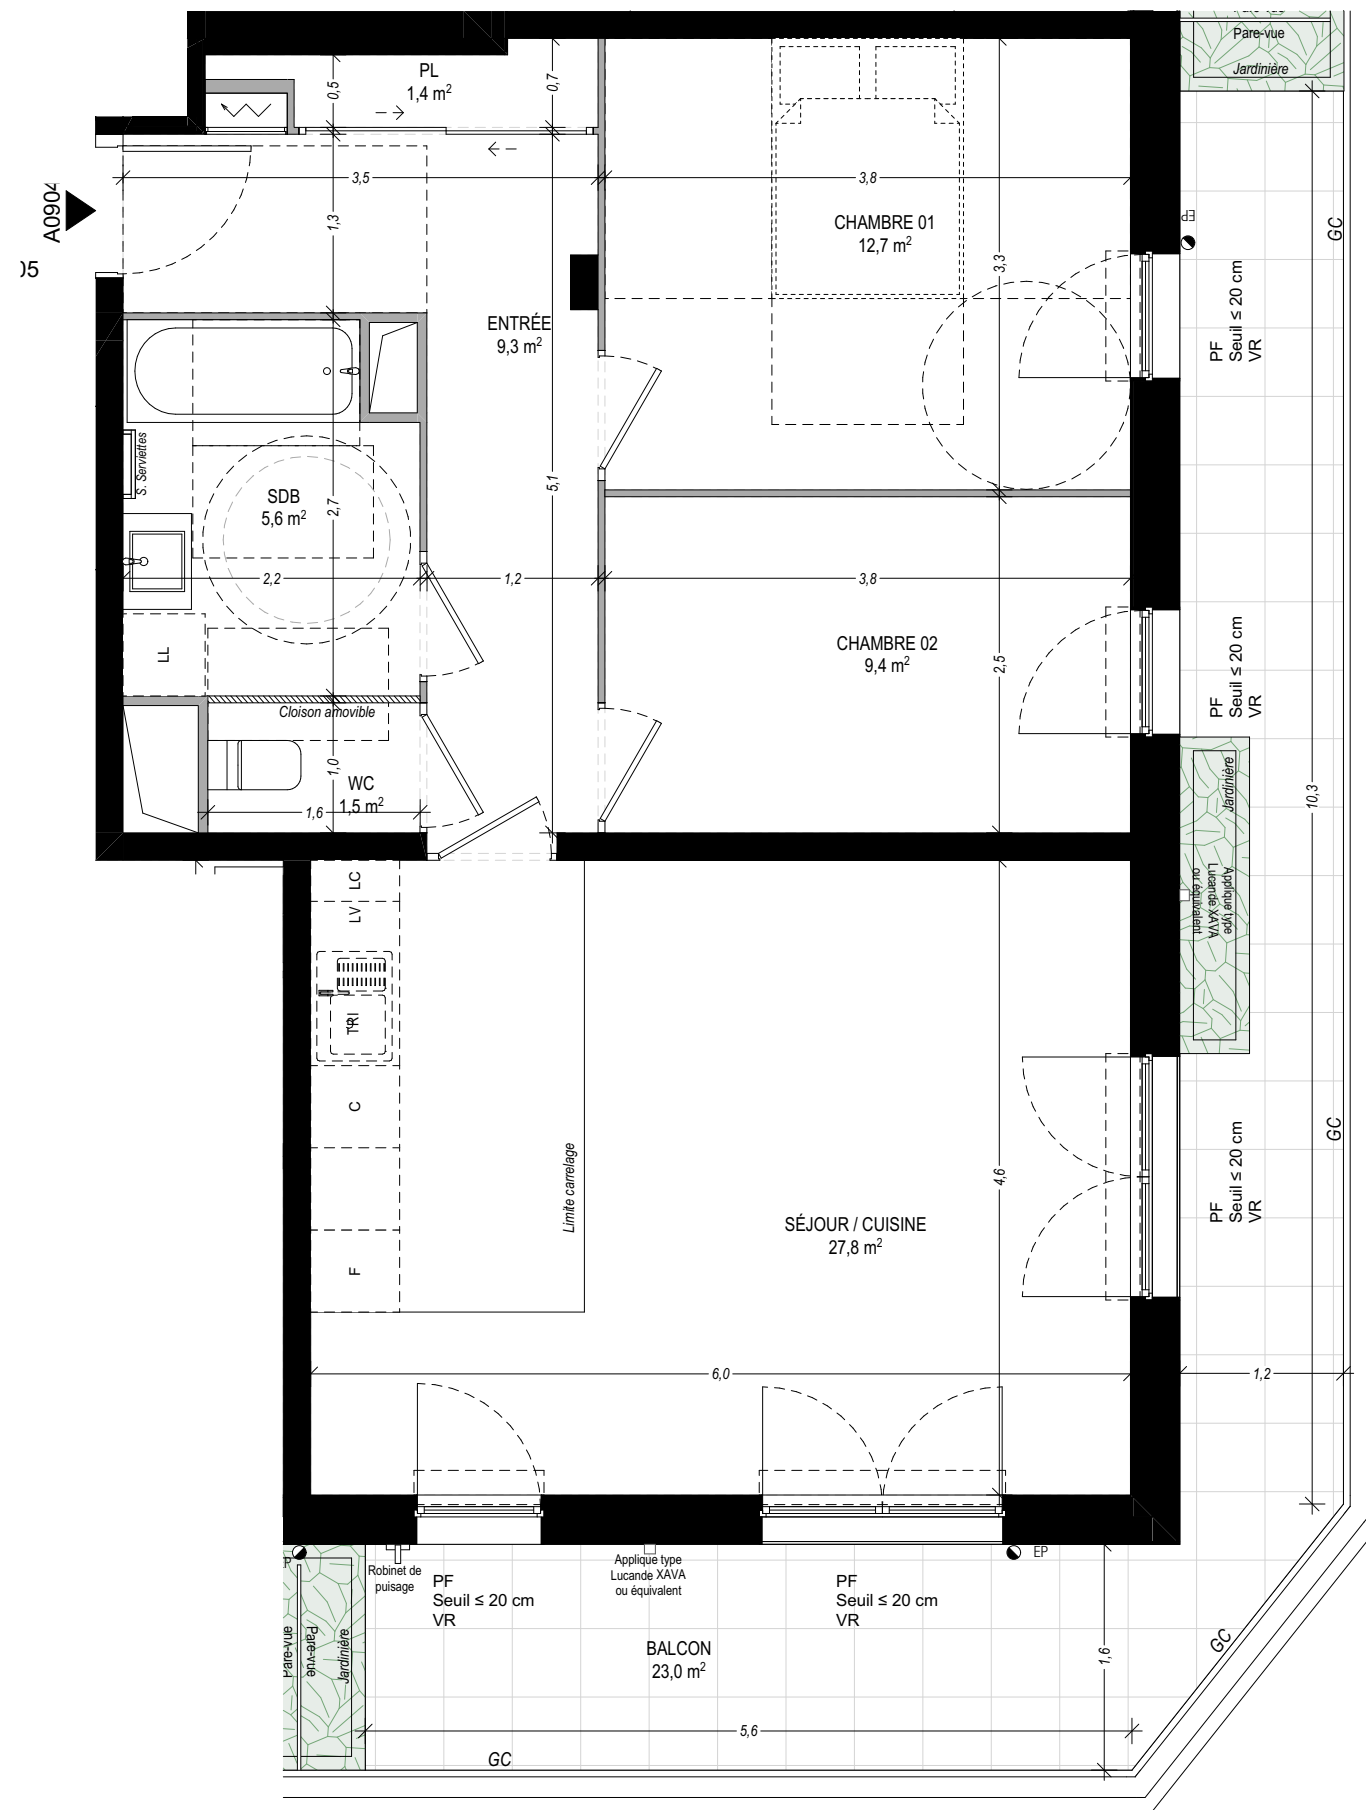 Pare-vue
Jardinière
PL
1,4 m²
0,5
0,7
3,5
3,8
A0904
05
1,3
CHAMBRE 01
12,7 m²
3,3
EP
GC
PF
Seuil ≤ 20 cm
VR
ENTRÉE
9,3 m²
S. Serviettes
SDB
5,6 m²
2,7
5,1
2,2
1,2
3,8
LL
CHAMBRE 02
9,4 m²
2,5
PF
Seuil ≤ 20 cm
VR
Cloison amovible
WC
1,5 m²
1,0
1,6
Jardinière
10,3
Applique type
Lucande XAVA
ou équivalent
LC
LV
TRI
C
F
Limite carrelage
4,6
GC
PF
Seuil ≤ 20 cm
VR
SÉJOUR / CUISINE
27,8 m²
6,0
1,2
EP
Robinet de
puisage
PF
Seuil ≤ 20 cm
VR
Applique type
Lucande XAVA
ou équivalent
PF
Seuil ≤ 20 cm
VR
EP
Pare-vue
Pare-vue
Jardinière
BALCON
23,0 m²
1,6
GC
5,6
GC